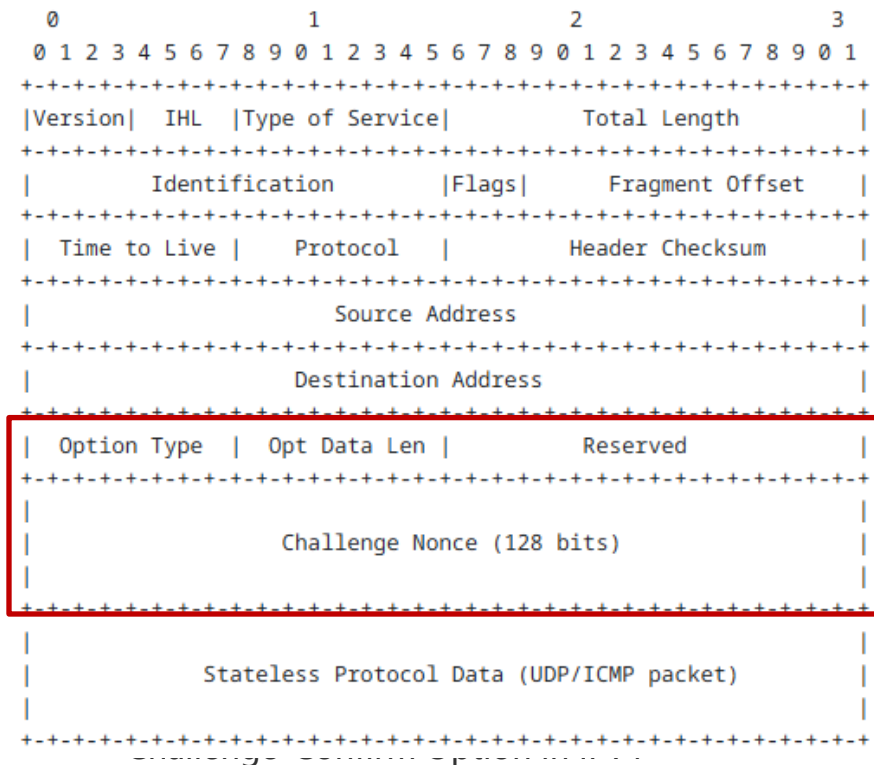 0 1 2 3
0 1 2 3 4 5 6 7 8 9 0 1 2 3 4 5 6 7 8 9 0 1 2 3 4 5 6 7 8 9 0 1
+-+-+-+-+-+-+-+-+-+-+-+-+-+-+-+-+-+-+-+-+-+-+-+-+-+-+-+-+-+-+-+-+
|Version| IHL |Type of Service| Total Length |
+-+-+-+-+-+-+-+-+-+-+-+-+-+-+-+-+-+-+-+-+-+-+-+-+-+-+-+-+-+-+-+-+
| Identification |Flags| Fragment Offset |
+-+-+-+-+-+-+-+-+-+-+-+-+-+-+-+-+-+-+-+-+-+-+-+-+-+-+-+-+-+-+-+-+
| Time to Live | Protocol | Header Checksum |
+-+-+-+-+-+-+-+-+-+-+-+-+-+-+-+-+-+-+-+-+-+-+-+-+-+-+-+-+-+-+-+-+
| Source Address |
+-+-+-+-+-+-+-+-+-+-+-+-+-+-+-+-+-+-+-+-+-+-+-+-+-+-+-+-+-+-+-+-+
| Destination Address |
+-+-+-+-+-+-+-+-+-+-+-+-+-+-+-+-+-+-+-+-+-+-+-+-+-+-+-+-+-+-+-+-+
| Option Type | Opt Data Len | Reserved |
+-+-+-+-+-+-+-+-+-+-+-+-+-+-+-+-+-+-+-+-+-+-+-+-+-+-+-+-+-+-+-+-+
| |
| Challenge Nonce (128 bits) |
| |
+-+-+-+-+-+-+-+-+-+-+-+-+-+-+-+-+-+-+-+-+-+-+-+-+-+-+-+-+-+-+-+-+
| |
| Stateless Protocol Data (UDP/ICMP packet) |
| |
+-+-+-+-+-+-+-+-+-+-+-+-+-+-+-+-+-+-+-+-+-+-+-+-+-+-+-+-+-+-+-+-+